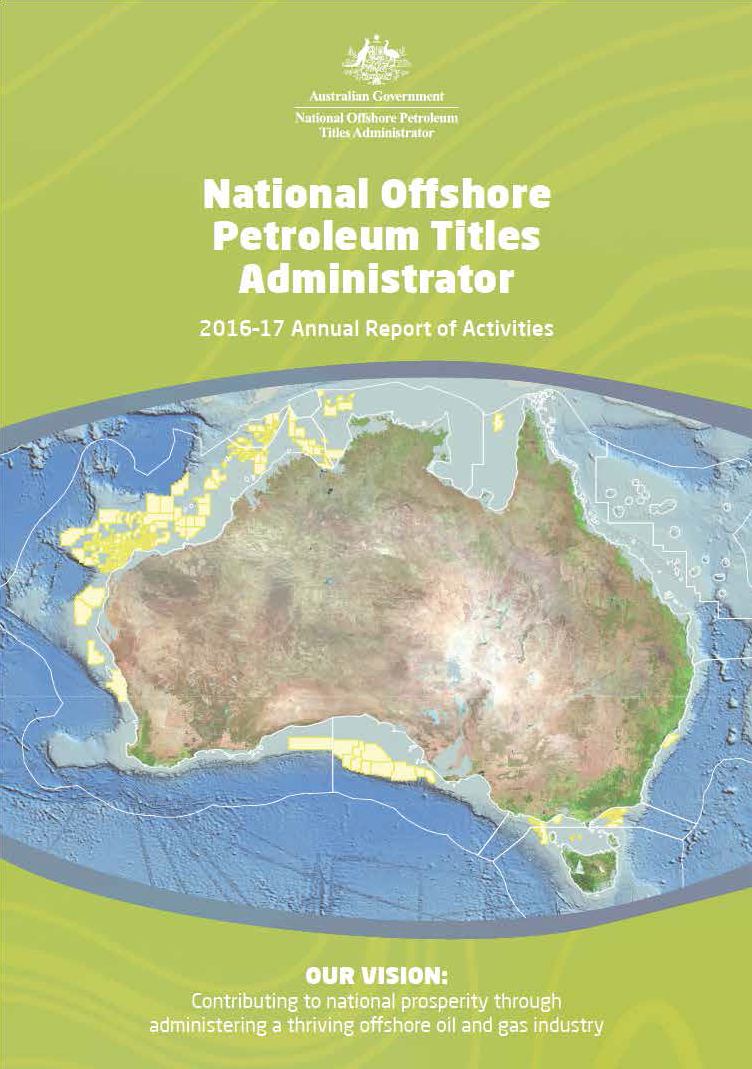 Australian Government
National Offshore Petroleum
Titles Administrator
National Offshore
Petroleum Titles
Administrator
2016-17 Annual Report of Activities
OUR VISION:
Contributing to national prosperity through
administering a thriving offshore oil and gas industry